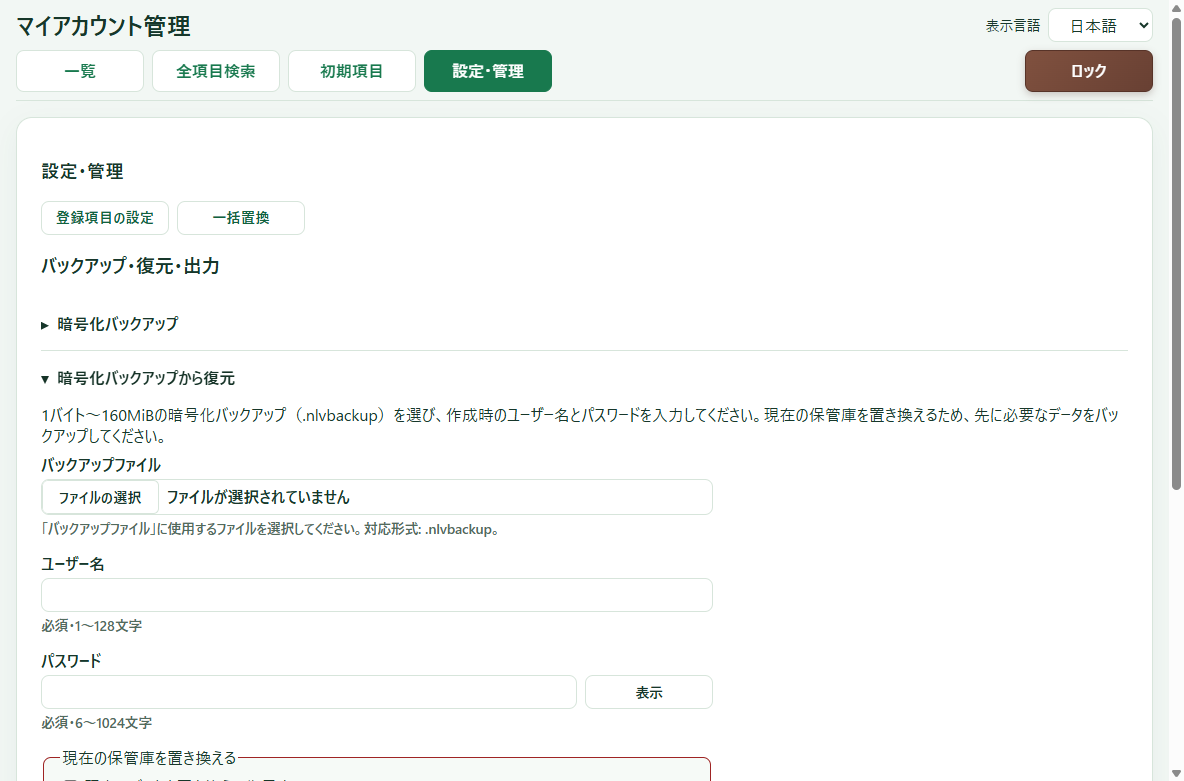 マイアカウント管理
表示言語 日本語
一覧 全項目検索 初期項目 設定・管理 ロック
設定・管理
登録項目の設定 一括置換
バックアップ・復元・出力
▶ 暗号化バックアップ
▼ 暗号化バックアップから復元
1バイト～160MiBの暗号化バックアップ（.nlvbackup）を選び、作成時のユーザー名とパスワードを入力してください。現在の保管庫を置き換えるため、先に必要なデータをバッ
クアップしてください。
バックアップファイル
ファイルの選択 ファイルが選択されていません
「バックアップファイル」に使用するファイルを選択してください。対応形式: .nlvbackup。
ユーザー名
必須・1～128文字
パスワード
表示
必須・6～1024文字
現在の保管庫を置き換える